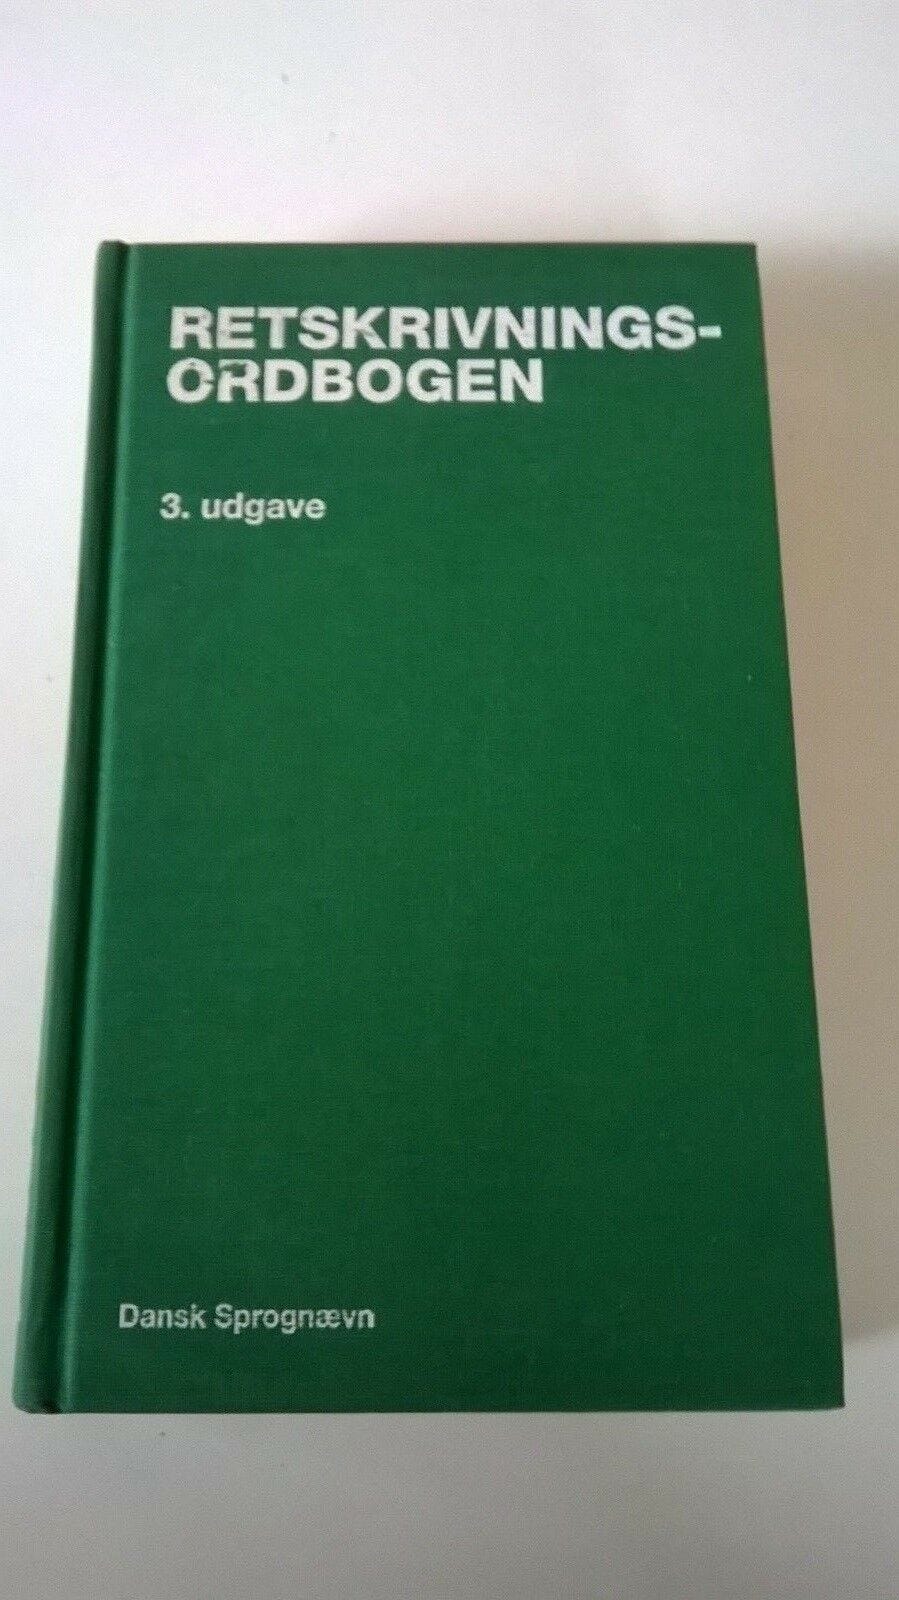 RETSKRIVNINGS-
ORDBOGEN
3. udgave
Dansk Sprognævn